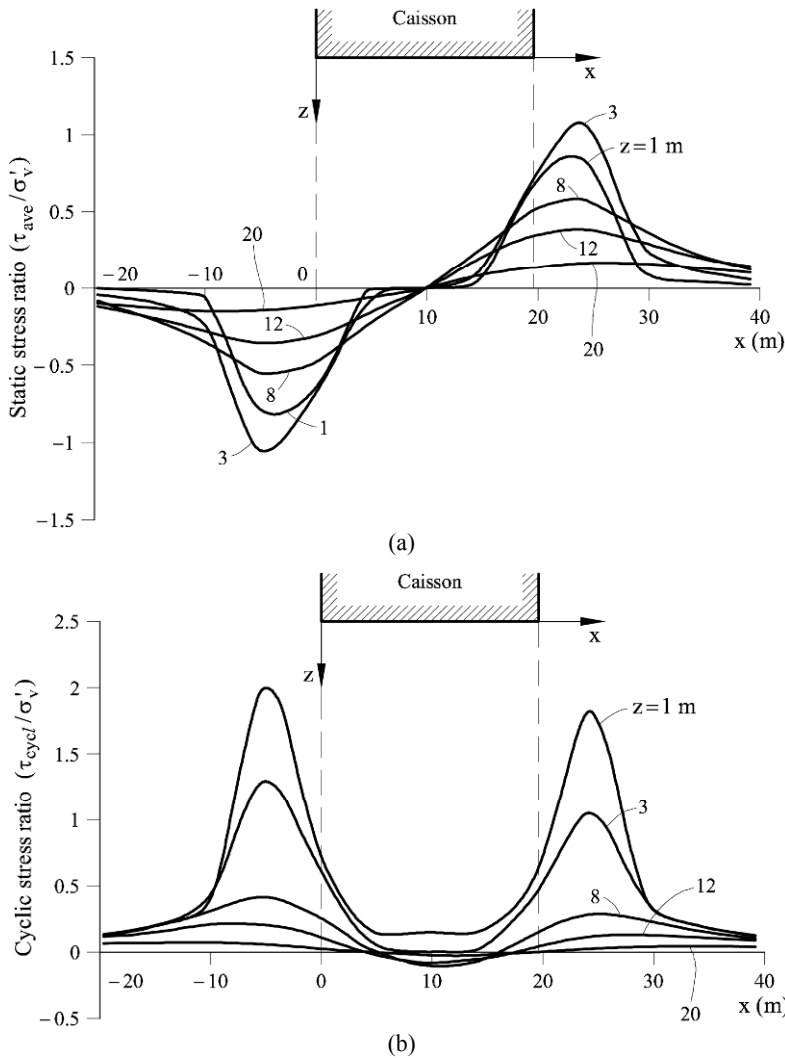 Caisson
x
z
1.5
1
0.5
0
−0.5
−1
−1.5
Static stress ratio (τave/σ'v)
−20
−10
0
10
20
30
40
x (m)
3
z=1 m
8
12
20
20
12
8
1
3
(a)
Caisson
x
z
2.5
2
1.5
1
0.5
0
−0.5
Cyclic stress ratio (τcycl/σ'v)
−20
−10
0
10
20
30
40
x (m)
z=1 m
3
8
12
20
(b)